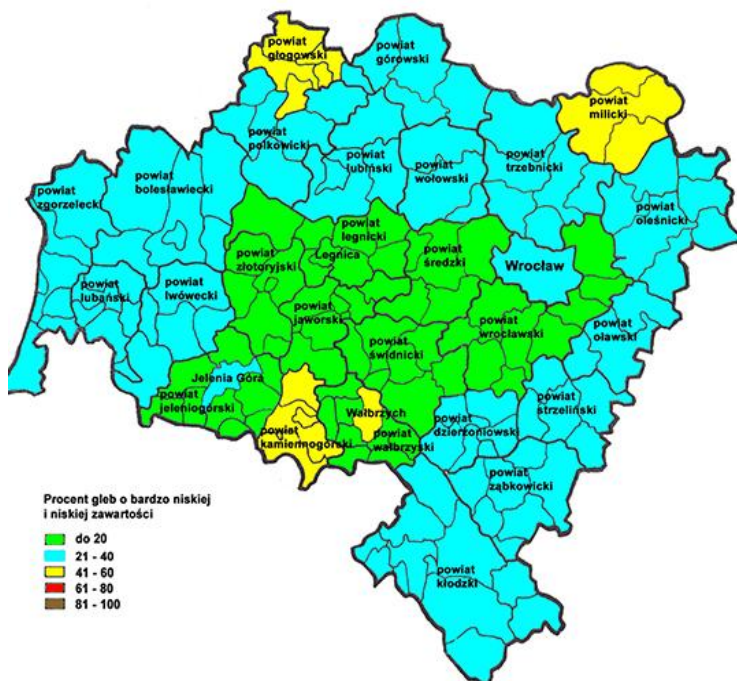 powiat
głogowski
powiat
górowski
powiat
milicki
powiat
polkowicki
powiat
lubiński
powiat
wołowski
powiat
trzebnicki
powiat
zgorzelecki
powiat
bolesławiecki
powiat
oleśnicki
powiat
legnicki
Legnica
powiat
złotoryjski
powiat
średzki
Wrocław
powiat
lubański
powiat
lwówecki
powiat
jaworski
powiat
wrocławski
powiat
oławski
powiat
świdnicki
Jelenia Góra
powiat
jeleniogórski
powiat
kamiennogórski
Wałbrzych
powiat
wałbrzyski
powiat
dzierżoniowski
powiat
strzeliński
powiat
ząbkowicki
powiat
kłodzki
Procent gleb o bardzo niskiej
i niskiej zawartości
do 20
21 - 40
41 - 60
61 - 80
81 - 100